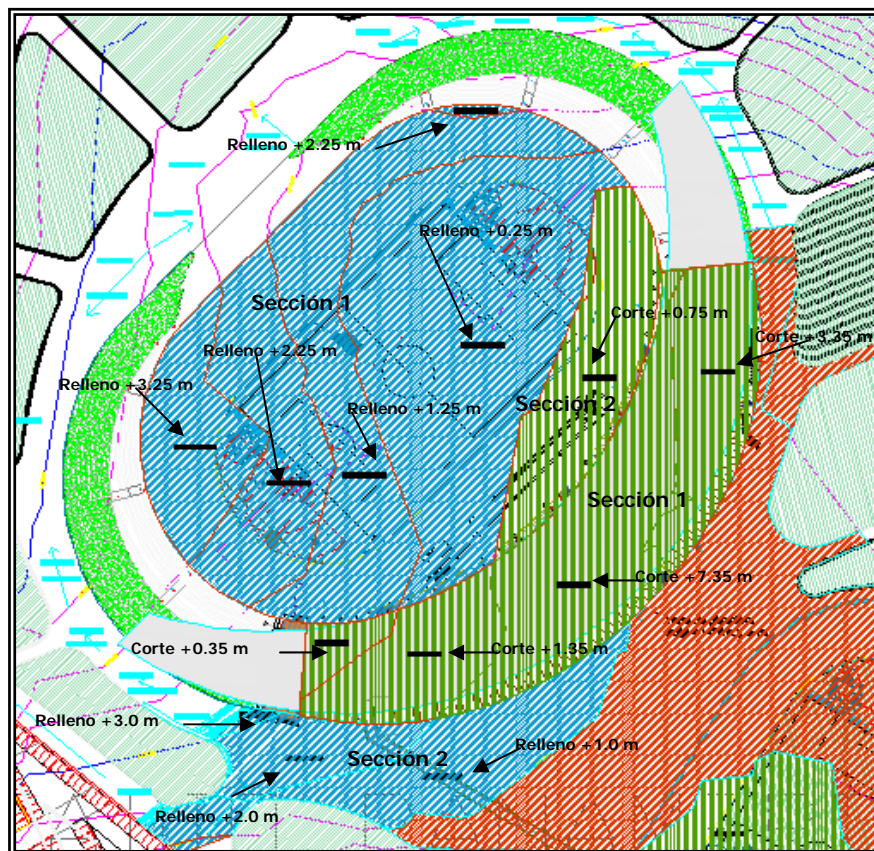 Relleno +2.25 m
Relleno +0.25 m
Sección 1
Corte +0.75 m
Corte +3.35 m
Relleno +2.25 m
Relleno +3.25 m
Relleno +1.25 m
Sección 2
Sección 1
Corte +7.35 m
Corte +0.35 m
Corte +1.35 m
Relleno +3.0 m
Relleno +1.0 m
Sección 2
Relleno +2.0 m